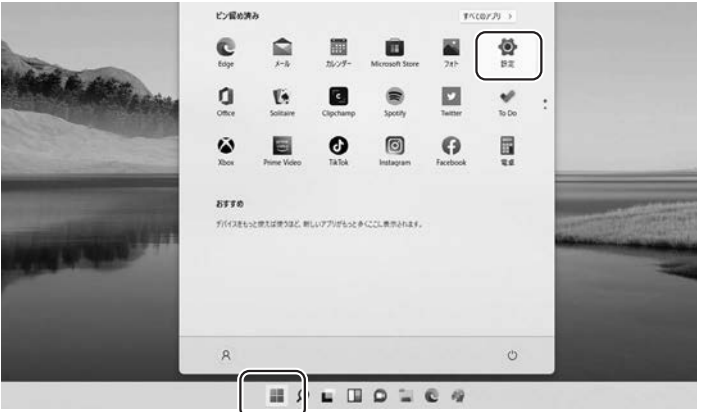 ピン留め済み
すべてのアプリ >
Edge
メール
カレンダー
Microsoft Store
フォト
設定
Office
Solitaire
Clipchamp
Spotify
Twitter
To Do
Xbox
Prime Video
TikTok
Instagram
Facebook
電卓
おすすめ
デバイスをもっと使えば使うほど、新しいアプリがもっと多くここに表示されます。